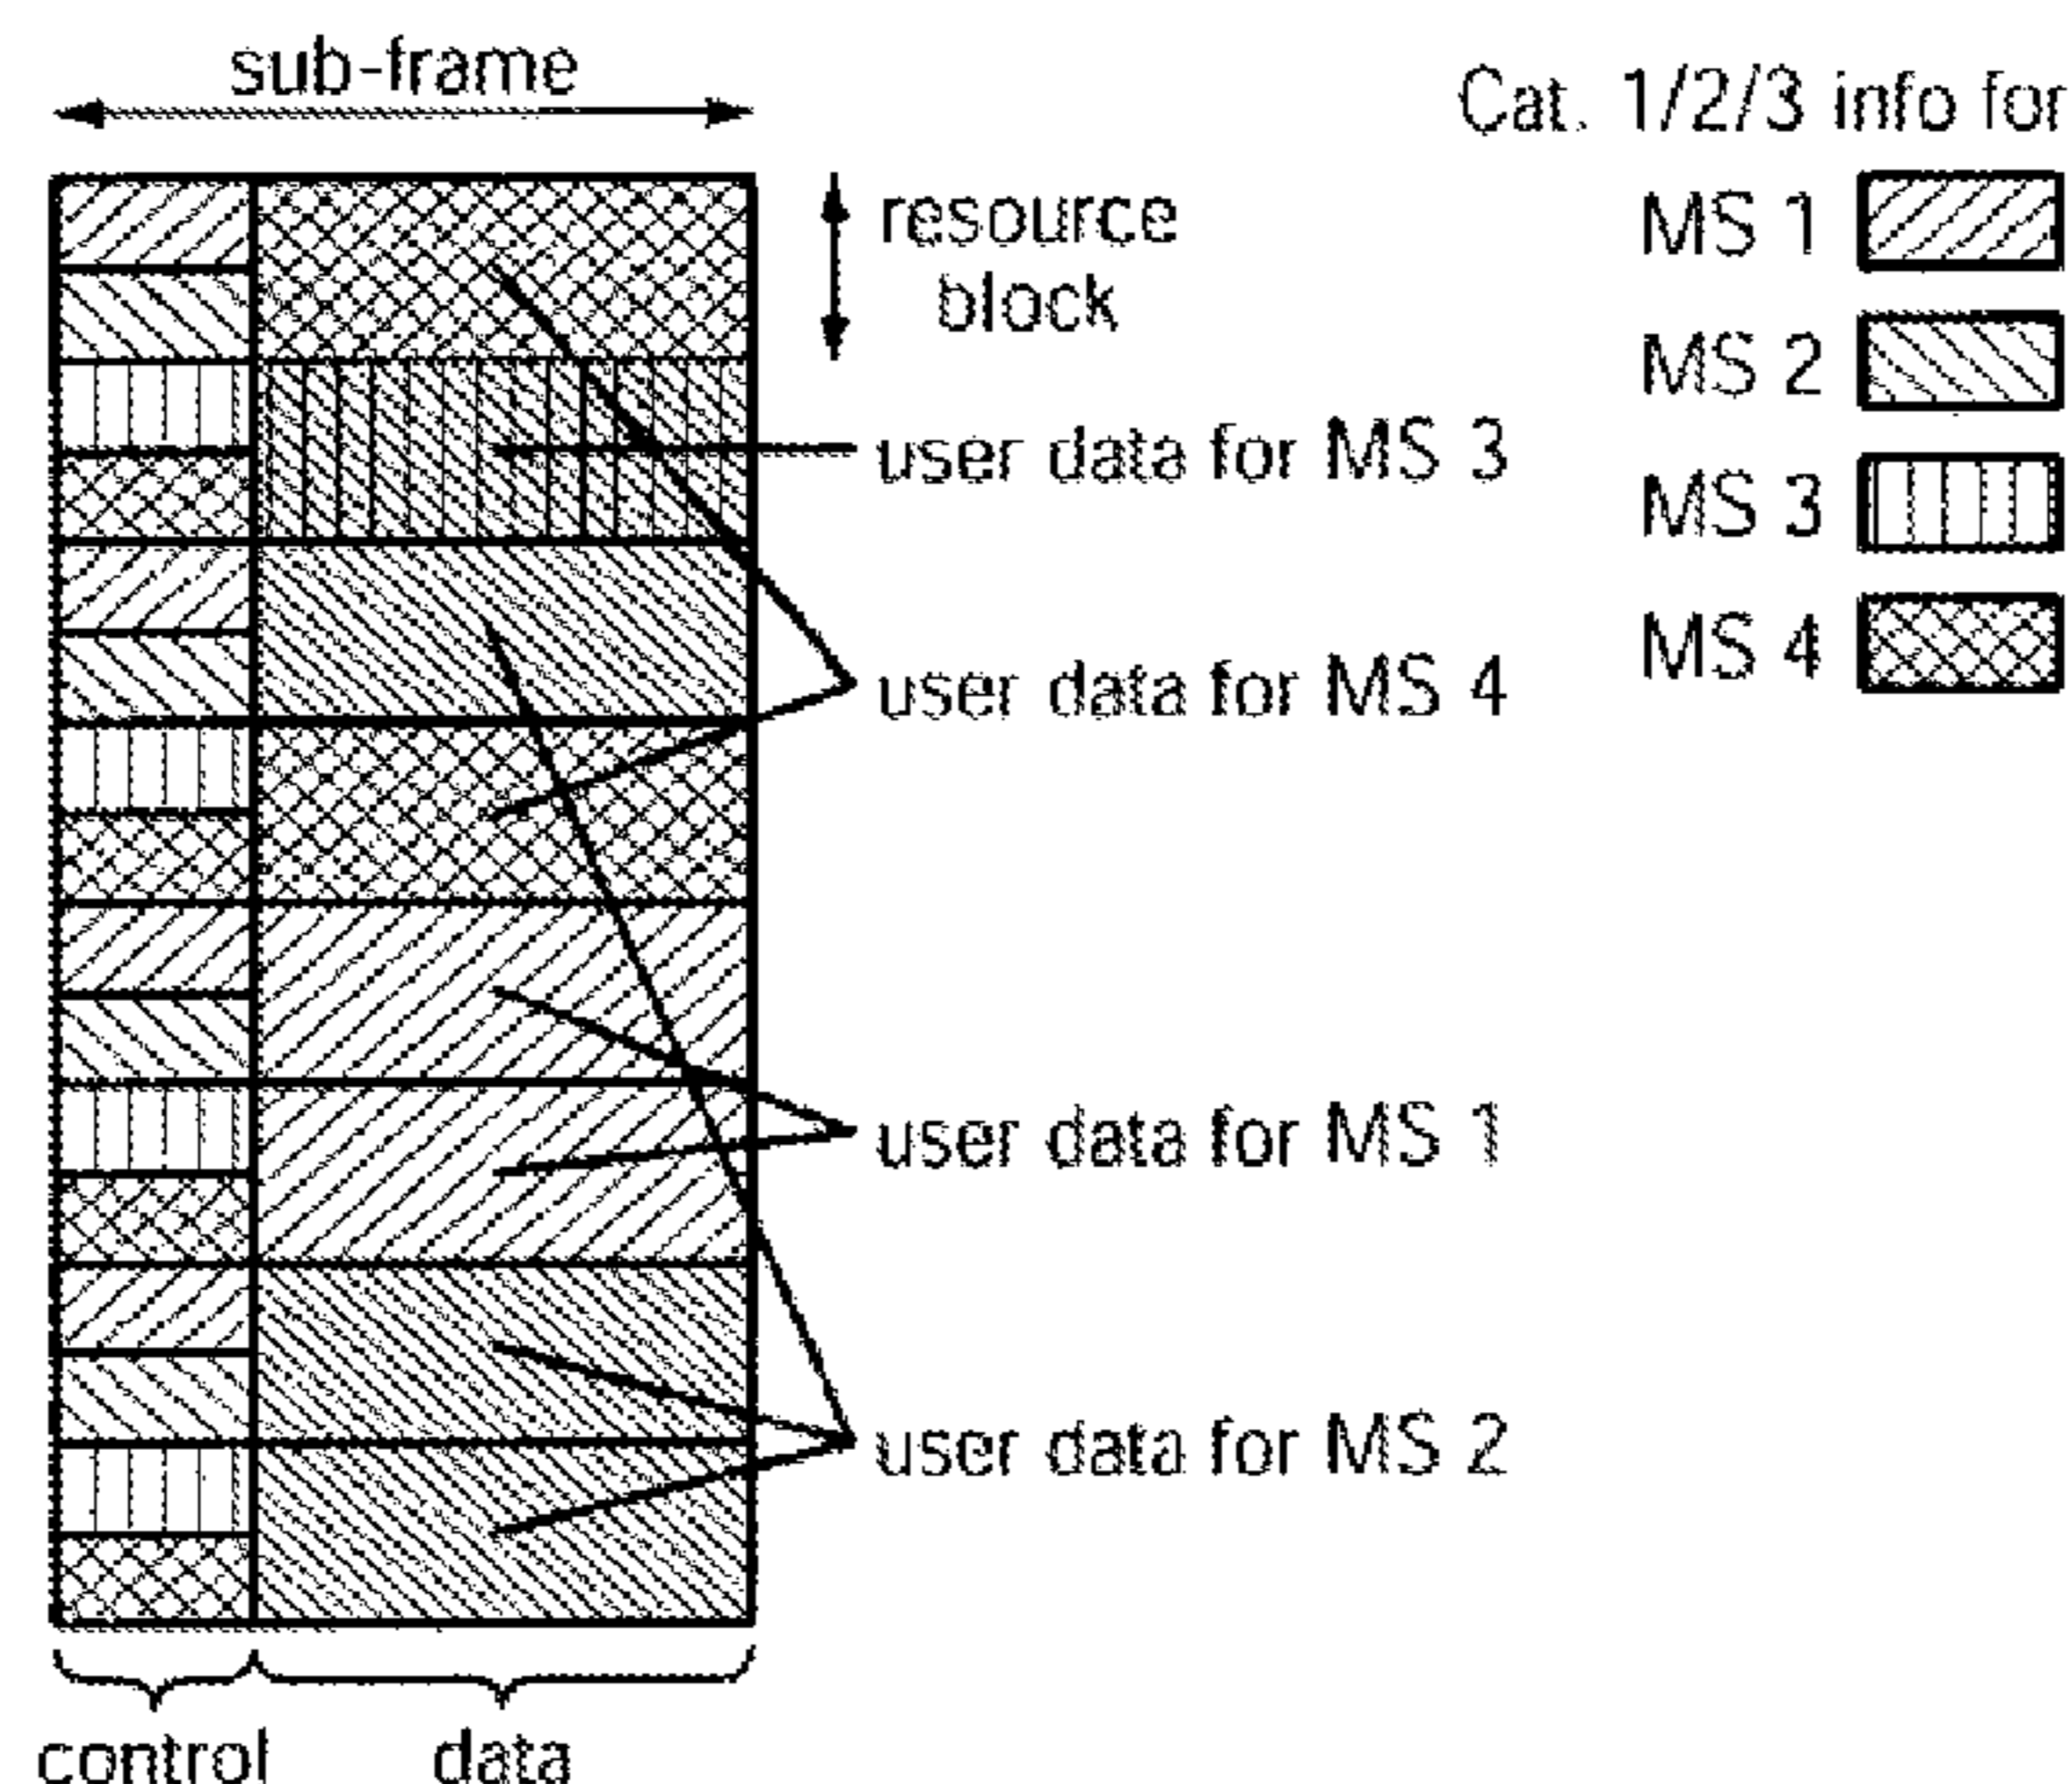 sub-frame
Cat. 1/2/3 info for
resource
block
MS 1
MS 2
MS 3
MS 4
user data for MS 3
user data for MS 4
user data for MS 1
user data for MS 2
control
data